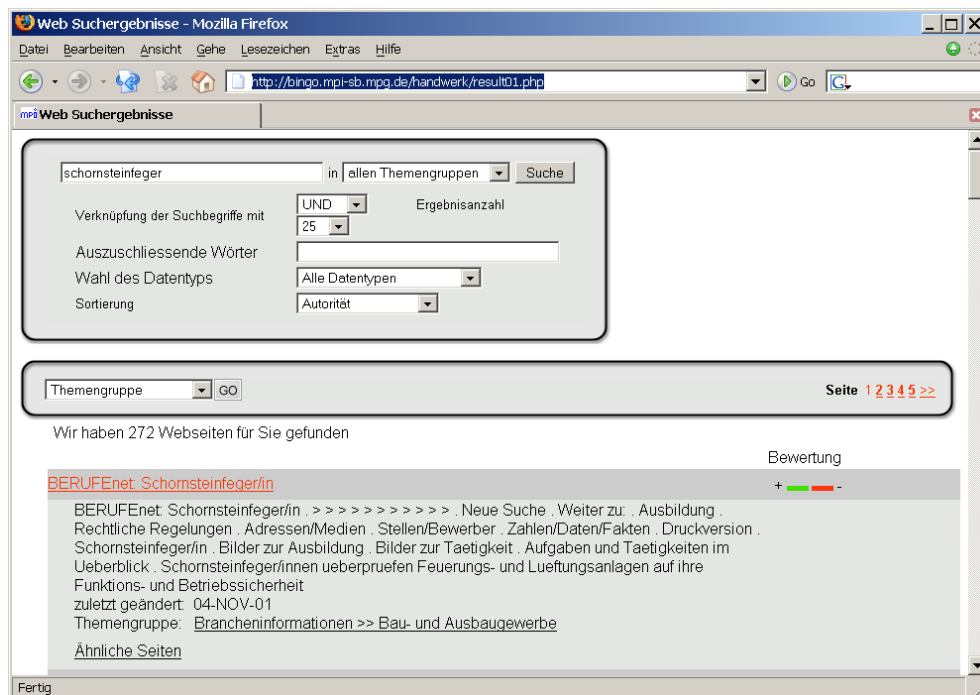 Web Suchergebnisse - Mozilla Firefox
Datei Bearbeiten Ansicht Gehe Lesezeichen Extras Hilfe
http://bingo.mpi-sb.mpg.de/handwerk/result01.php Go G
mpii Web Suchergebnisse
schornsteinfeger in allen Themengruppen Suche
Verknüpfung der Suchbegriffe mit UND Ergebnisanzahl
25
Auszuschliessende Wörter
Wahl des Datentyps Alle Datentypen
Sortierung Autorität
Themengruppe GO Seite 1 2 3 4 5 >>
Wir haben 272 Webseiten für Sie gefunden
Bewertung
BERUFEnet: Schornsteinfeger/in + -
BERUFEnet: Schornsteinfeger/in . > > > > > > > > > > > . Neue Suche . Weiter zu: . Ausbildung .
Rechtliche Regelungen . Adressen/Medien . Stellen/Bewerber . Zahlen/Daten/Fakten . Druckversion .
Schornsteinfeger/in . Bilder zur Ausbildung . Bilder zur Taetigkeit . Aufgaben und Taetigkeiten im
Ueberblick . Schornsteinfeger/innen ueberpruefen Feuerungs- und Lueftungsanlagen auf ihre
Funktions- und Betriebssicherheit
zuletzt geändert: 04-NOV-01
Themengruppe: Brancheninformationen >> Bau- und Ausbaugewerbe
Ähnliche Seiten
Fertig